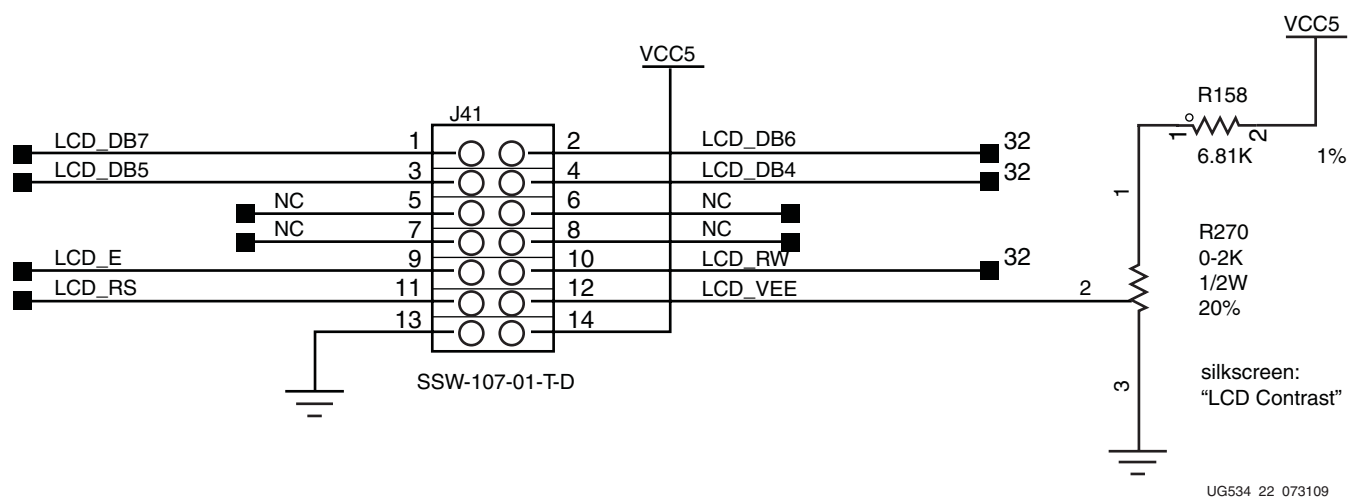 VCC5
VCC5
R158
J41
LCD_DB7 1 2 LCD_DB6 32
1 2
6.81K 1%
LCD_DB5 3 4 LCD_DB4 32
NC 5 6 NC
1
NC 7 8 NC
R270
0-2K
LCD_E 9 10 LCD_RW 32
1/2W
LCD_RS 11 12 LCD_VEE 2
20%
13 14
SSW-107-01-T-D
3
silkscreen:
“LCD Contrast”
UG534_22_073109